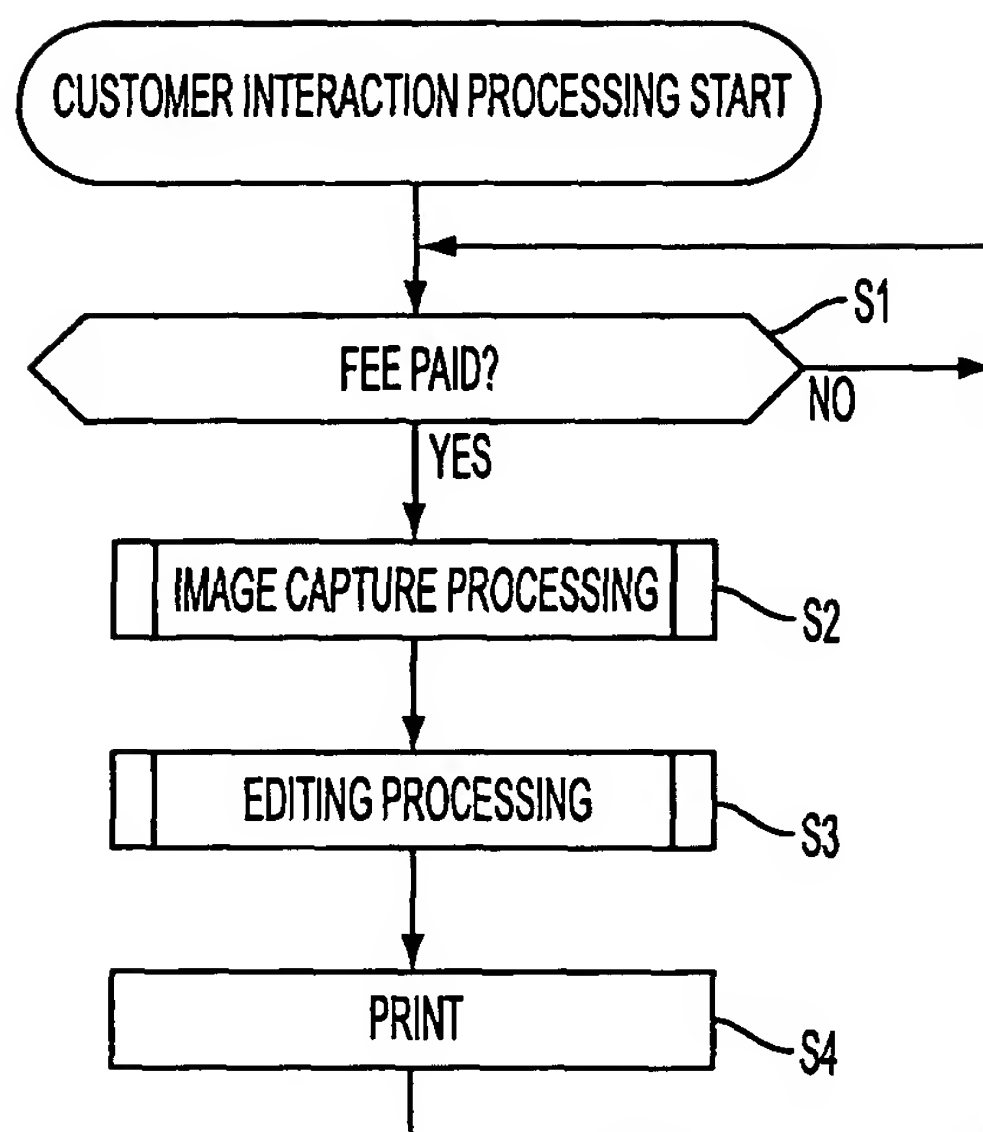 CUSTOMER INTERACTION PROCESSING START
S1
FEE PAID?
NO
YES
IMAGE CAPTURE PROCESSING
S2
EDITING PROCESSING
S3
PRINT
S4